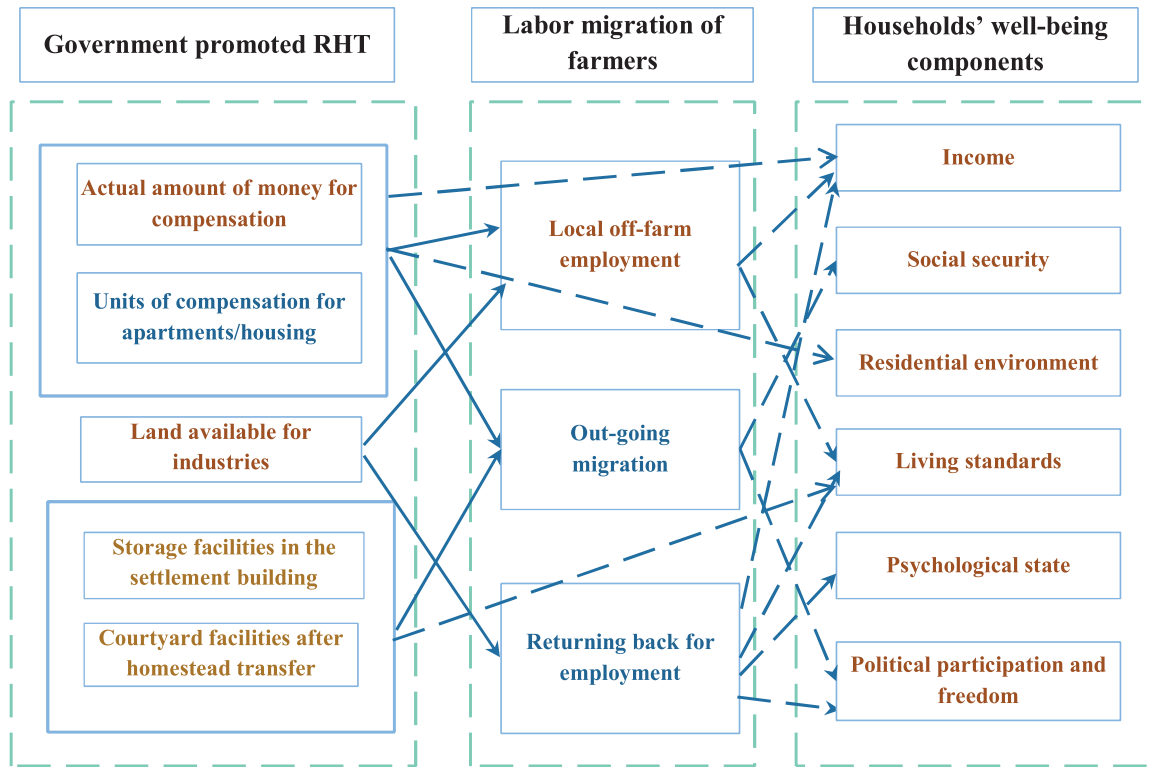 Government promoted RHT
Labor migration of
farmers
Households’ well-being
components
Actual amount of money for
compensation
Units of compensation for
apartments/housing
Land available for
industries
Storage facilities in the
settlement building
Courtyard facilities after
homestead transfer
Local off-farm
employment
Out-going
migration
Returning back for
employment
Income
Social security
Residential environment
Living standards
Psychological state
Political participation and
freedom